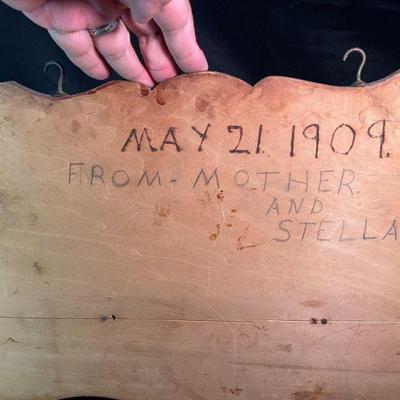 MAY 21. 1909.
FROM - MOTHER.
AND
STELLA